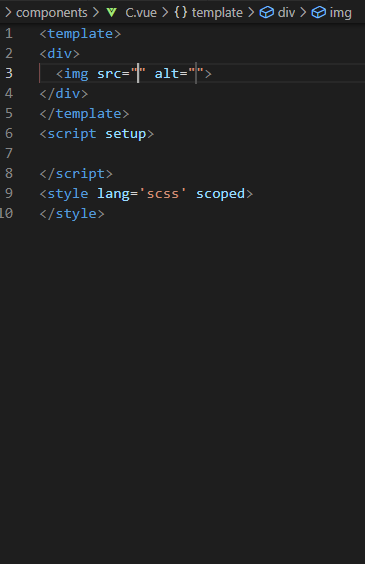 components > C.vue > {} template > div > img
1 <template>
2 <div>
3 <img src="" alt="">
4 </div>
5 </template>
6 <script setup>
7
8 </script>
9 <style lang='scss' scoped>
10 </style>